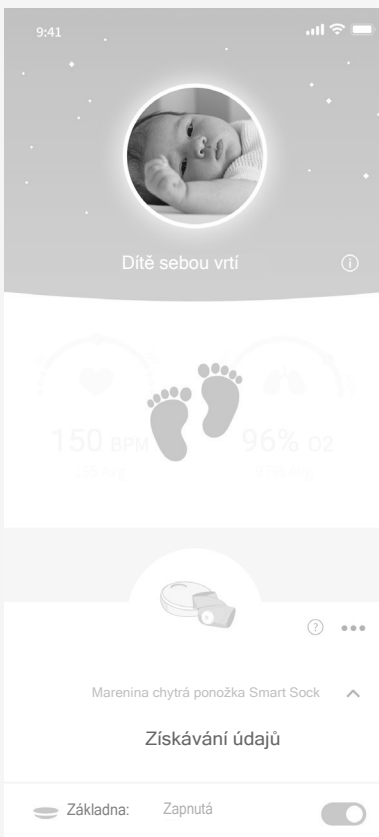 9:41
Dítě sebou vrtí
150 BPM
96% O2
Marenina chytrá ponožka Smart Sock
Získávání údajů
Základna: Zapnutá